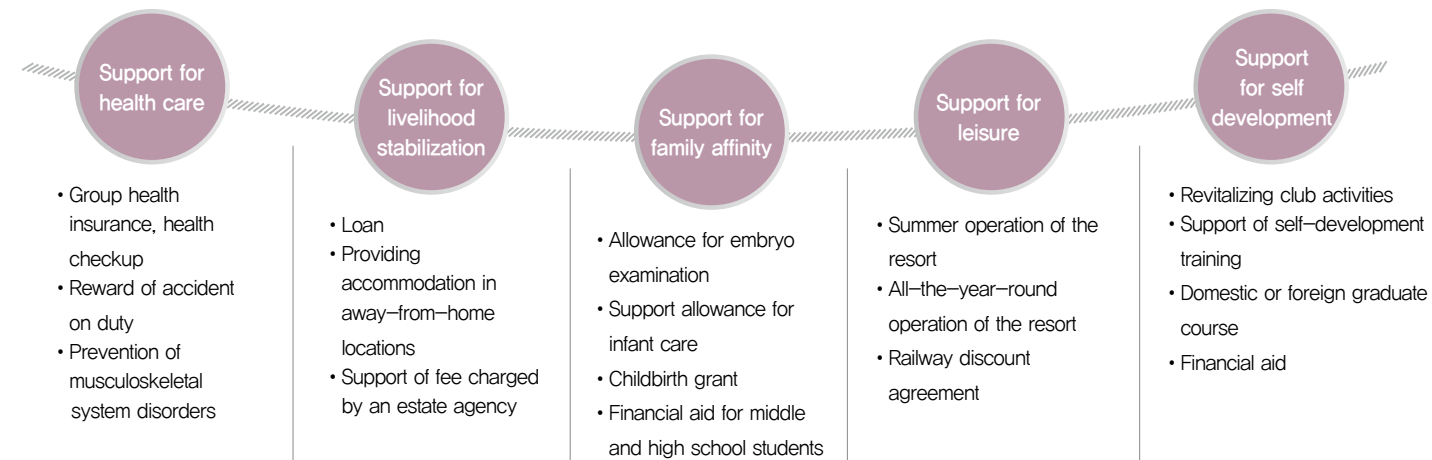 Support for
health care
• Group health
insurance, health
checkup
• Reward of accident
on duty
• Prevention of
musculoskeletal
system disorders
Support for
livelihood
stabilization
• Loan
• Providing
accommodation in
away-from-home
locations
• Support of fee charged
by an estate agency
Support for
family affinity
• Allowance for embryo
examination
• Support allowance for
infant care
• Childbirth grant
• Financial aid for middle
and high school students
Support for
leisure
• Summer operation of the
resort
• All-the-year-round
operation of the resort
• Railway discount
agreement
Support
for self
development
• Revitalizing club activities
• Support of self-development
training
• Domestic or foreign graduate
course
• Financial aid